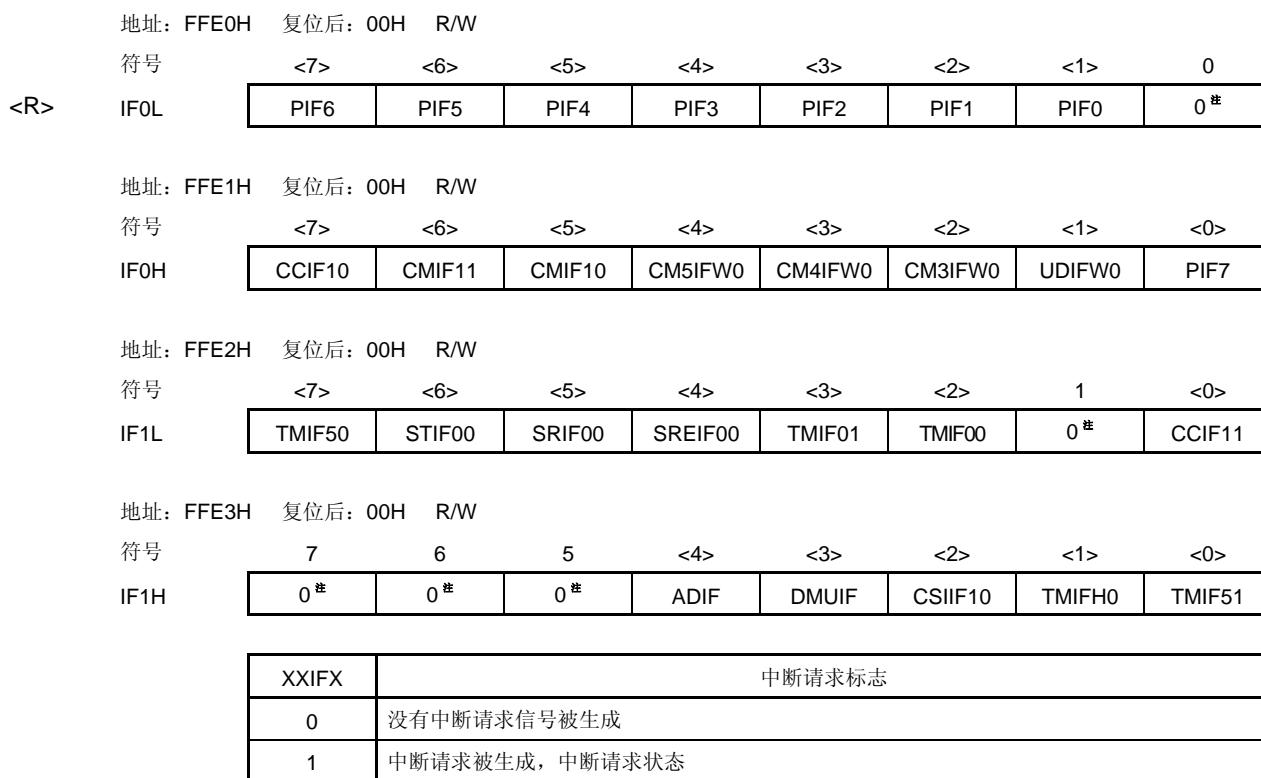 地址：FFE0H 复位后：00H R/W
符号 <7> <6> <5> <4> <3> <2> <1> 0
<R> IF0L PIF6 PIF5 PIF4 PIF3 PIF2 PIF1 PIF0 0注
地址：FFE1H 复位后：00H R/W
符号 <7> <6> <5> <4> <3> <2> <1> <0>
IF0H CCIF10 CMIF11 CMIF10 CM5IFW0 CM4IFW0 CM3IFW0 UDIFW0 PIF7
地址：FFE2H 复位后：00H R/W
符号 <7> <6> <5> <4> <3> <2> 1 <0>
IF1L TMIF50 STIF00 SRIF00 SREIF00 TMIF01 TMIF00 0注 CCIF11
地址：FFE3H 复位后：00H R/W
符号 7 6 5 <4> <3> <2> <1> <0>
IF1H 0注 0注 0注 ADIF DMUIF CSIIF10 TMIFH0 TMIF51
XXIFX 中断请求标志
0 没有中断请求信号被生成
1 中断请求被生成，中断请求状态